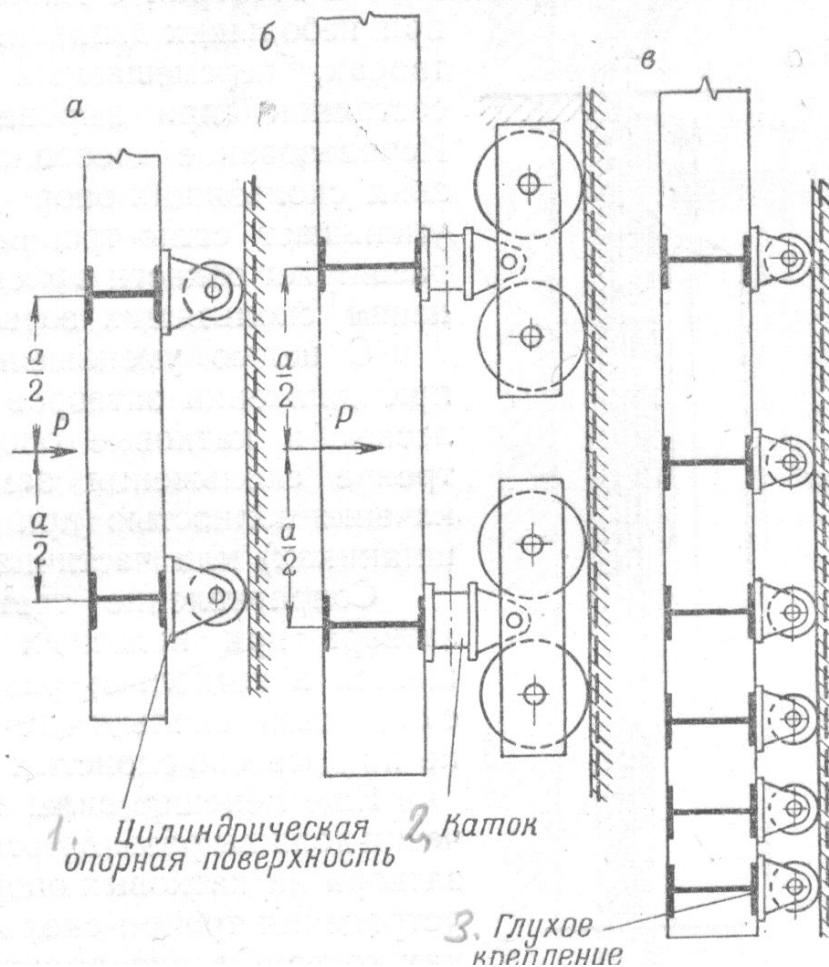 а
б
в
a
2
P
a
2
a
2
P
a
2
1. Цилиндрическая
опорная поверхность
2, Каток
3. Глухое
крепление